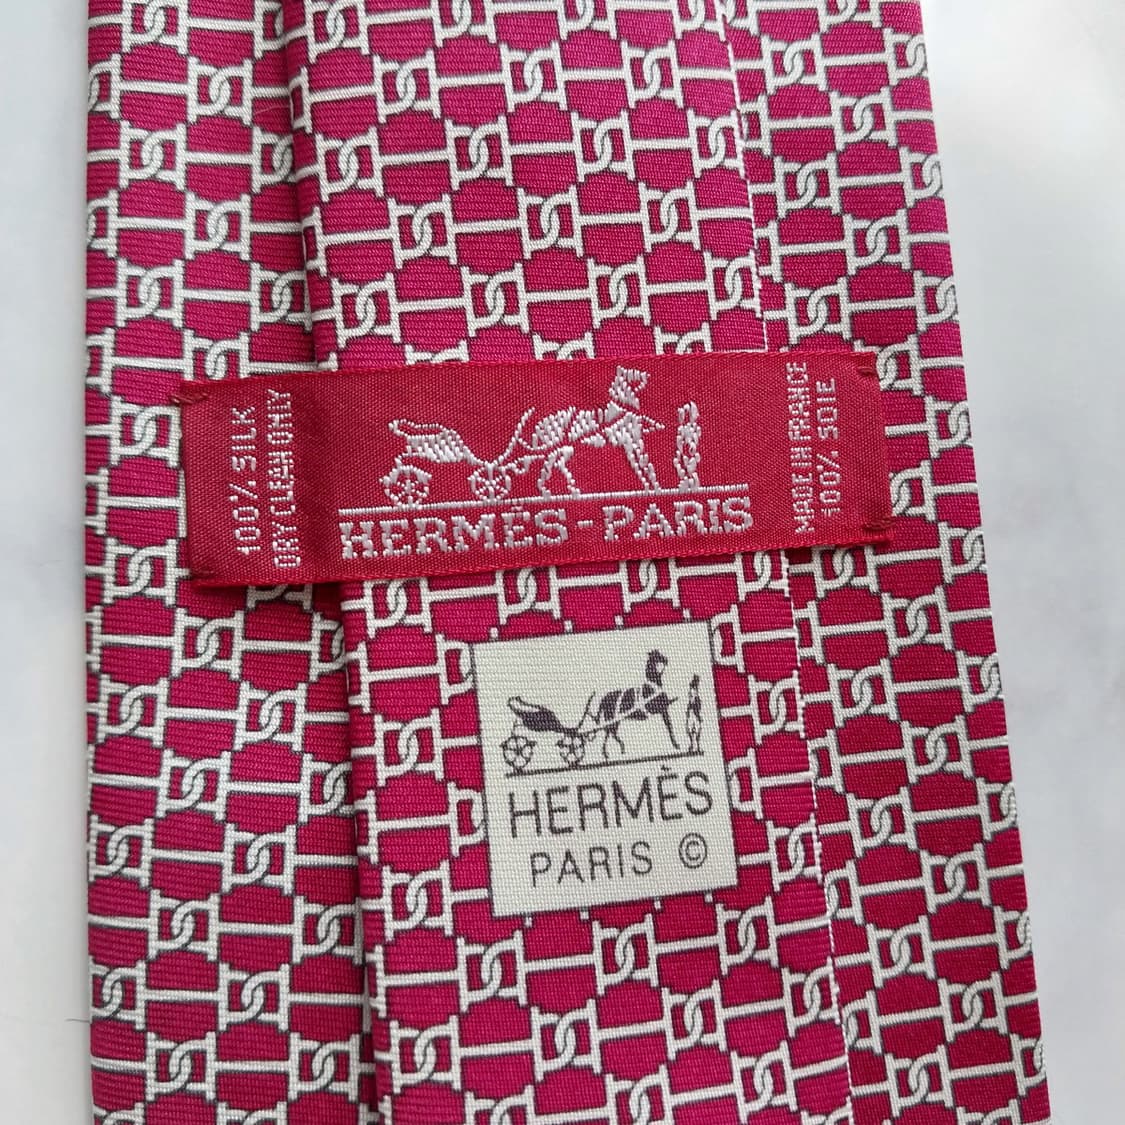 100% SILK
DRY CLEAN ONLY
HERMÈS-PARIS
MADE IN FRANCE
100% SOIE
HERMÈS
PARIS ©